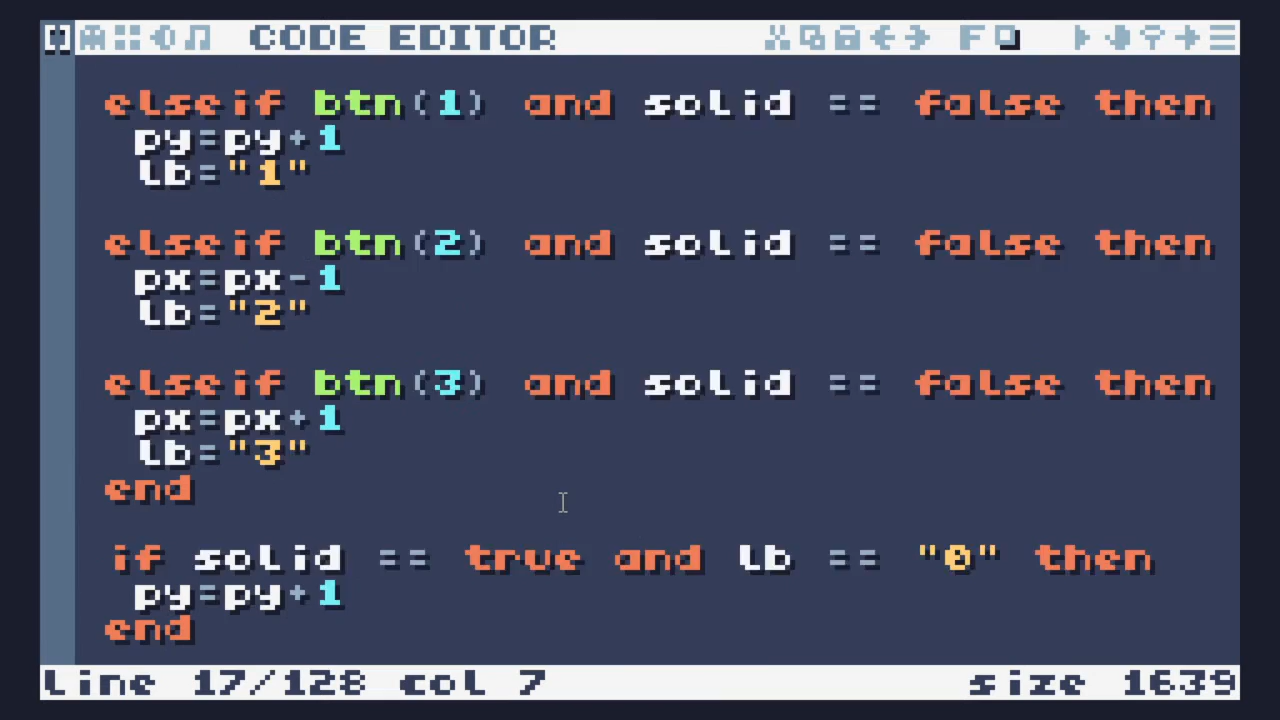 CODE EDITOR F
elseif btn(1) and solid == false then
py=py+1
lb="1"
elseif btn(2) and solid == false then
px=px-1
lb="2"
elseif btn(3) and solid == false then
px=px+1
lb="3"
end
if solid == true and lb == "0" then
py=py+1
end
line 17/128 col 7 size 1639